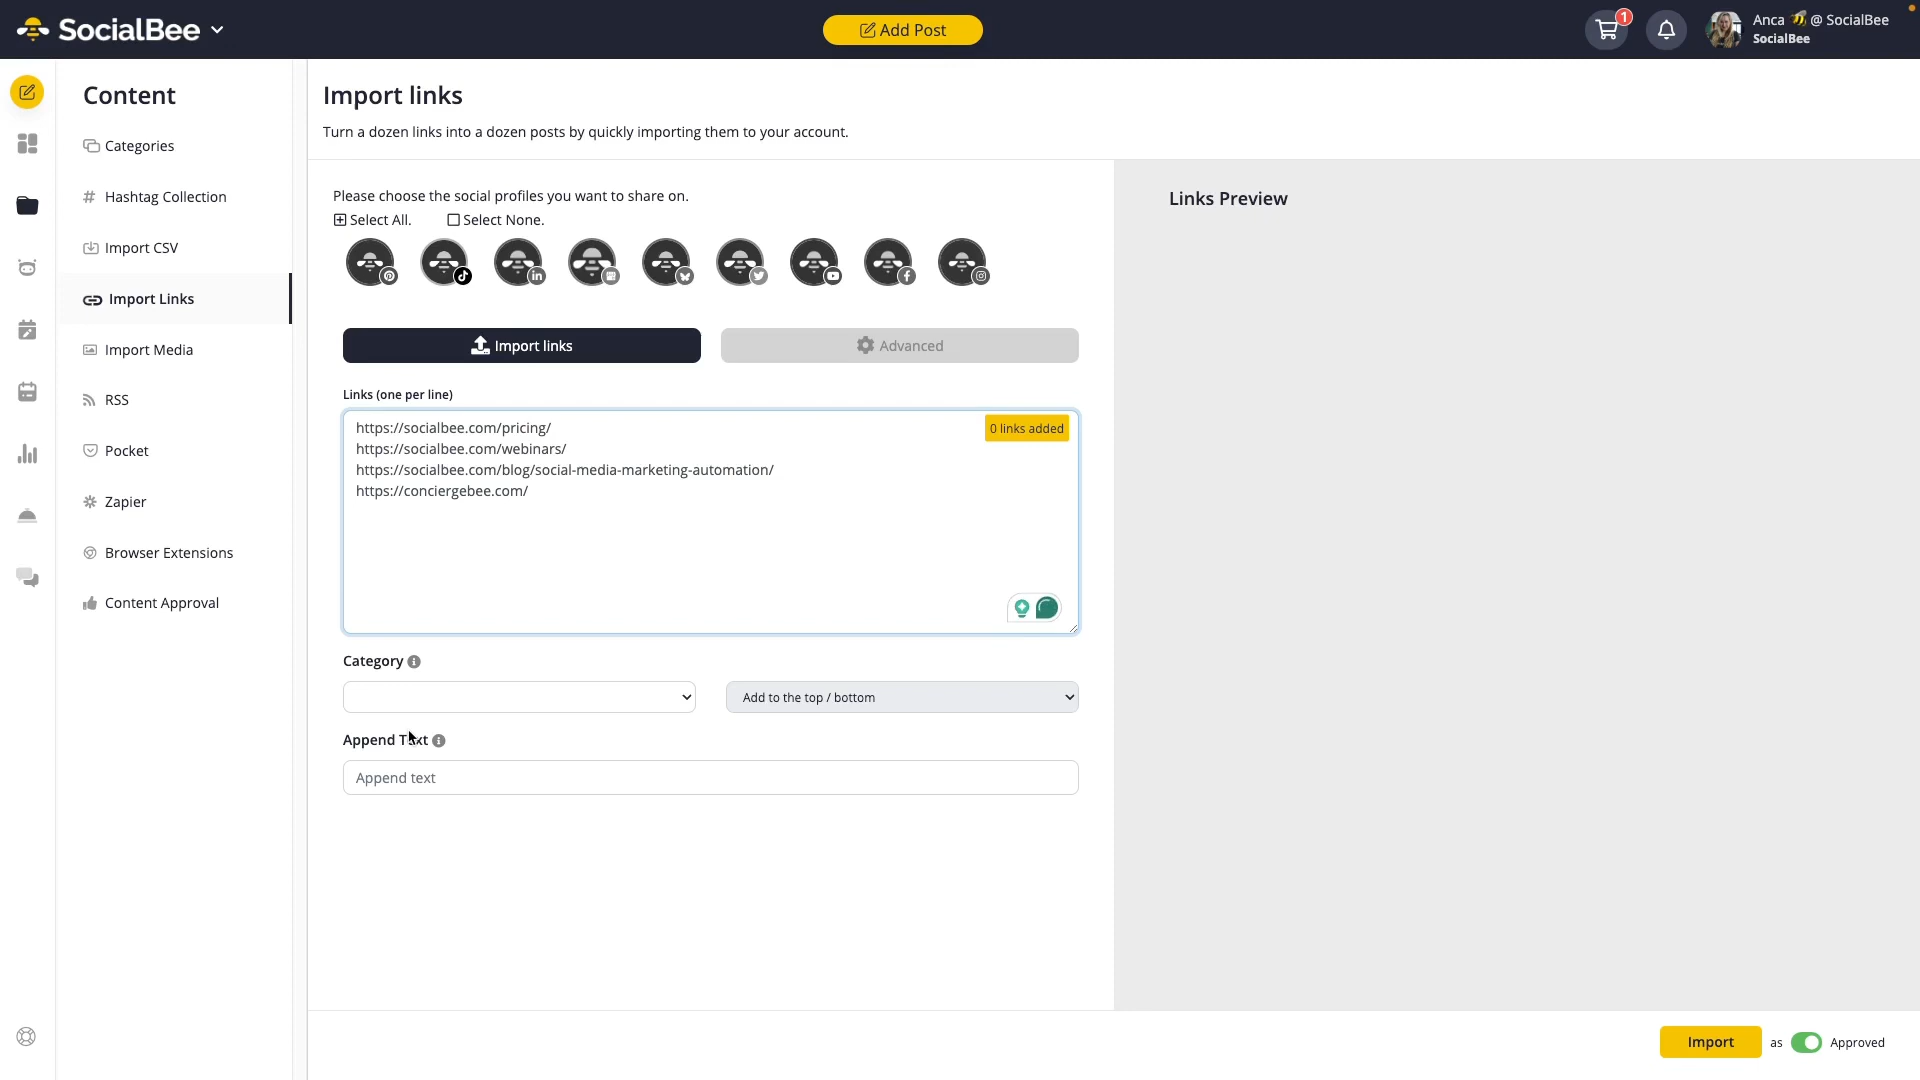 SocialBee
Add Post
1
Anca 🐝 @ SocialBee
SocialBee
Content
Categories
Hashtag Collection
Import CSV
Import Links
Import Media
RSS
Pocket
Zapier
Browser Extensions
Content Approval
Import links
Turn a dozen links into a dozen posts by quickly importing them to your account.
Please choose the social profiles you want to share on.
Select All. Select None.
Import links
Advanced
Links (one per line)
https://socialbee.com/pricing/
0 links added
https://socialbee.com/webinars/
https://socialbee.com/blog/social-media-marketing-automation/
https://conciergebee.com/
Category
Add to the top / bottom
Append Text
Append text
Links Preview
Import as Approved